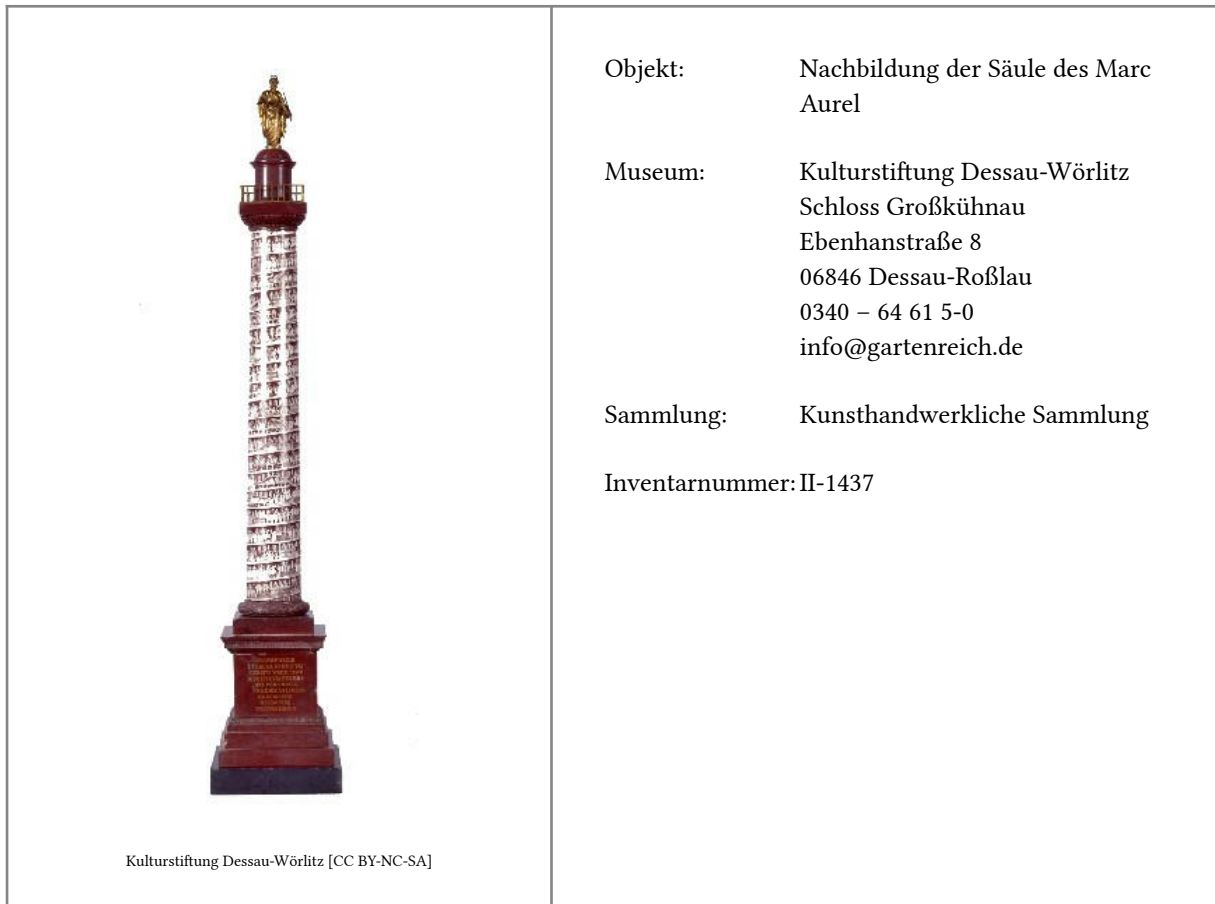 Objekt: Nachbildung der Säule des Marc
Aurel
Museum: Kulturstiftung Dessau-Wörlitz
Schloss Großkühnau
Ebenhanstraße 8
06846 Dessau-Roßlau
0340 – 64 61 5-0
info@gartenreich.de
Sammlung: Kunsthandwerkliche Sammlung
Inventarnummer: II-1437
Kulturstiftung Dessau-Wörlitz [CC BY-NC-SA]